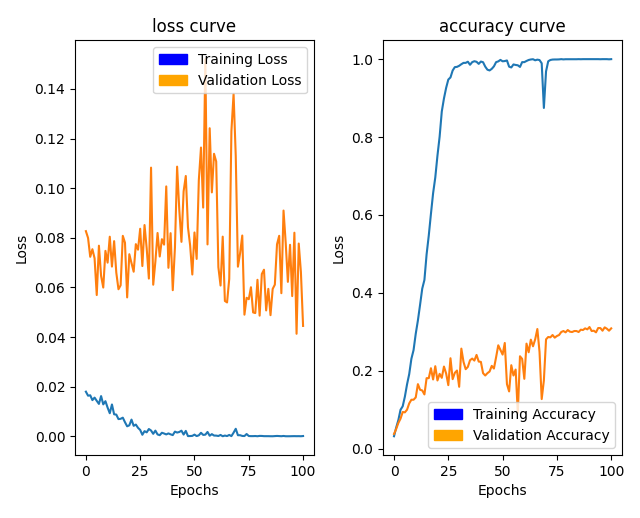 loss curve
Training Loss
Validation Loss
0.14
0.12
0.10
0.08
0.06
0.04
0.02
0.00
Loss
0
25
50
75
100
Epochs
accuracy curve
1.0
0.8
0.6
0.4
0.2
0.0
Loss
Training Accuracy
Validation Accuracy
0
25
50
75
100
Epochs